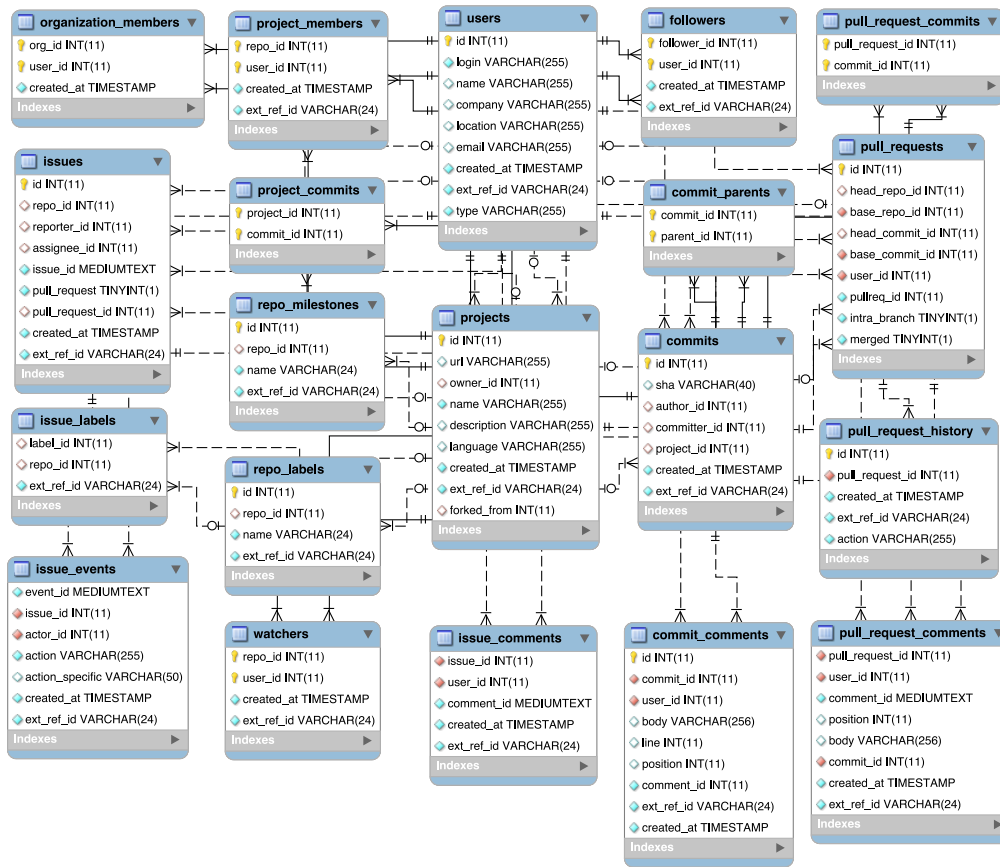 organization_members
org_id INT(11)
user_id INT(11)
created_at TIMESTAMP
Indexes
project_members
repo_id INT(11)
user_id INT(11)
created_at TIMESTAMP
ext_ref_id VARCHAR(24)
Indexes
users
id INT(11)
login VARCHAR(255)
name VARCHAR(255)
company VARCHAR(255)
location VARCHAR(255)
email VARCHAR(255)
created_at TIMESTAMP
ext_ref_id VARCHAR(24)
type VARCHAR(255)
Indexes
followers
follower_id INT(11)
user_id INT(11)
created_at TIMESTAMP
ext_ref_id VARCHAR(24)
Indexes
pull_request_commits
pull_request_id INT(11)
commit_id INT(11)
Indexes
issues
id INT(11)
repo_id INT(11)
reporter_id INT(11)
assignee_id INT(11)
issue_id MEDIUMTEXT
pull_request TINYINT(1)
pull_request_id INT(11)
created_at TIMESTAMP
ext_ref_id VARCHAR(24)
Indexes
project_commits
project_id INT(11)
commit_id INT(11)
Indexes
commit_parents
commit_id INT(11)
parent_id INT(11)
Indexes
pull_requests
id INT(11)
head_repo_id INT(11)
base_repo_id INT(11)
head_commit_id INT(11)
base_commit_id INT(11)
user_id INT(11)
pullreq_id INT(11)
intra_branch TINYINT(1)
merged TINYINT(1)
Indexes
repo_milestones
id INT(11)
repo_id INT(11)
name VARCHAR(24)
ext_ref_id VARCHAR(24)
Indexes
projects
id INT(11)
url VARCHAR(255)
owner_id INT(11)
name VARCHAR(255)
description VARCHAR(255)
language VARCHAR(255)
created_at TIMESTAMP
ext_ref_id VARCHAR(24)
forked_from INT(11)
Indexes
commits
id INT(11)
sha VARCHAR(40)
author_id INT(11)
committer_id INT(11)
project_id INT(11)
created_at TIMESTAMP
ext_ref_id VARCHAR(24)
Indexes
issue_labels
label_id INT(11)
repo_id INT(11)
ext_ref_id VARCHAR(24)
Indexes
repo_labels
id INT(11)
repo_id INT(11)
name VARCHAR(24)
ext_ref_id VARCHAR(24)
Indexes
pull_request_history
id INT(11)
pull_request_id INT(11)
created_at TIMESTAMP
ext_ref_id VARCHAR(24)
action VARCHAR(255)
Indexes
issue_events
event_id MEDIUMTEXT
issue_id INT(11)
actor_id INT(11)
action VARCHAR(255)
action_specific VARCHAR(50)
created_at TIMESTAMP
ext_ref_id VARCHAR(24)
Indexes
watchers
repo_id INT(11)
user_id INT(11)
created_at TIMESTAMP
ext_ref_id VARCHAR(24)
Indexes
issue_comments
issue_id INT(11)
user_id INT(11)
comment_id MEDIUMTEXT
created_at TIMESTAMP
ext_ref_id VARCHAR(24)
Indexes
commit_comments
id INT(11)
commit_id INT(11)
user_id INT(11)
body VARCHAR(256)
line INT(11)
position INT(11)
comment_id INT(11)
ext_ref_id VARCHAR(24)
created_at TIMESTAMP
Indexes
pull_request_comments
pull_request_id INT(11)
user_id INT(11)
comment_id MEDIUMTEXT
position INT(11)
body VARCHAR(256)
commit_id INT(11)
created_at TIMESTAMP
ext_ref_id VARCHAR(24)
Indexes